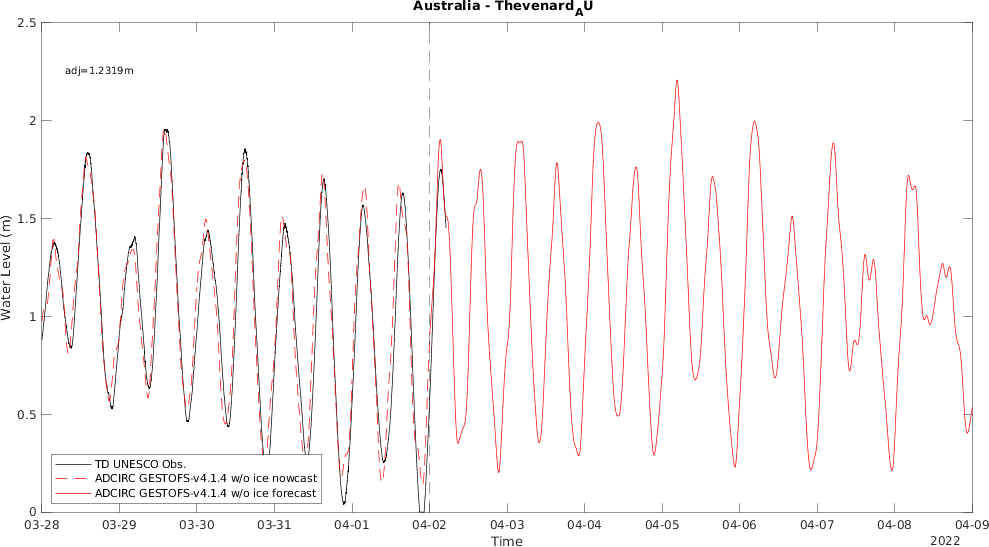 Australia - Thevenard_AU
Water Level (m)
2.5
2
1.5
1
0.5
0
adj=1.2319m
TD UNESCO Obs.
ADCIRC GESTOFS-v4.1.4 w/o ice nowcast
ADCIRC GESTOFS-v4.1.4 w/o ice forecast
03-28 03-29 03-30 03-31 04-01 04-02 04-03 04-04 04-05 04-06 04-07 04-08 04-09
Time
2022